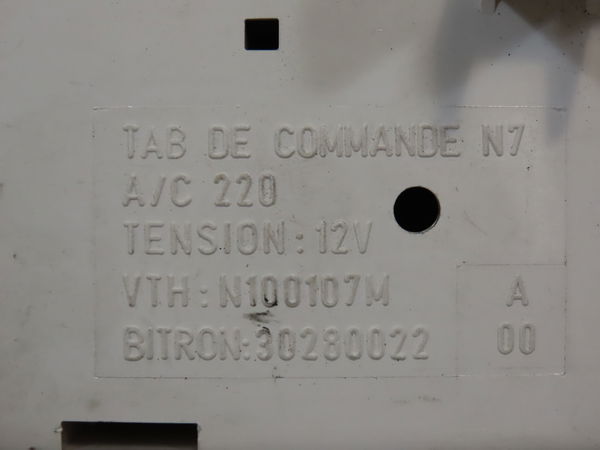 TAB DE COMMANDE N7
A/C 220
TENSION: 12V
VTH: N100107M
BITRON: 30280022
A
00